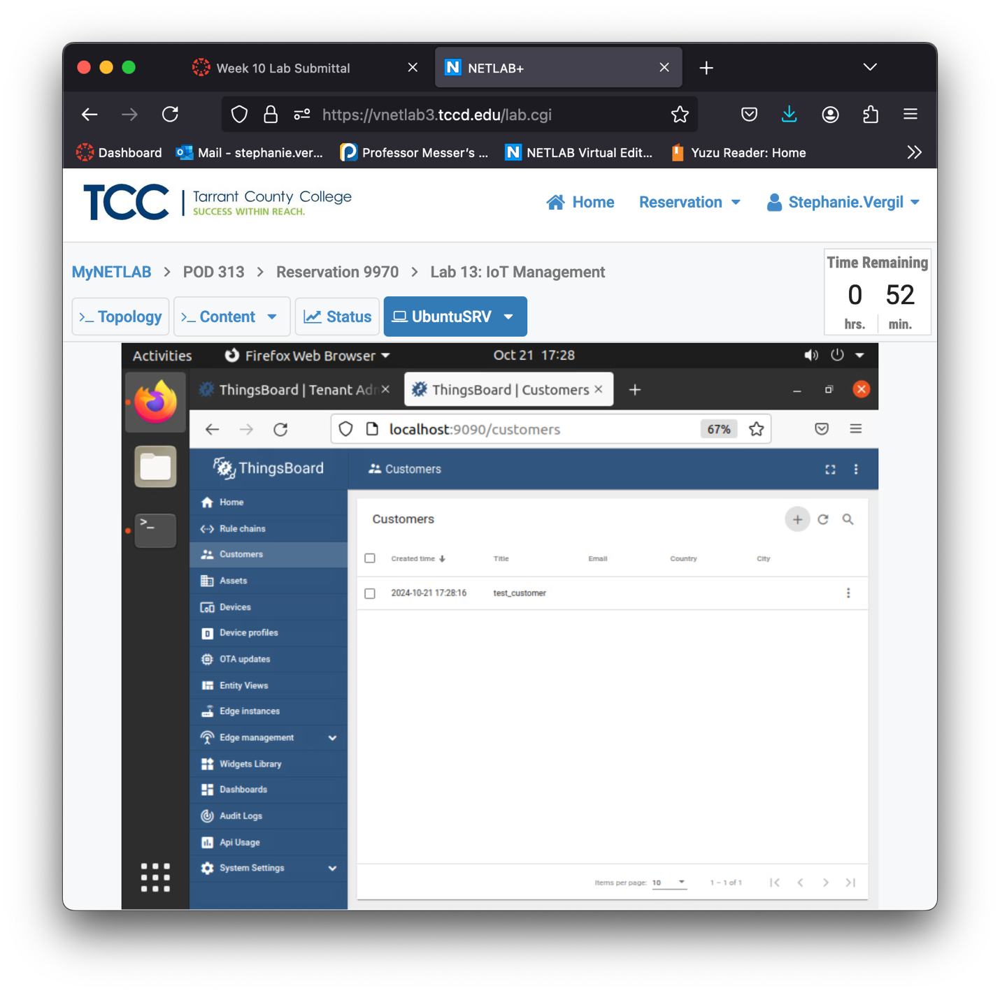 Week 10 Lab Submittal
NETLAB+
https://vnetlab3.tccd.edu/lab.cgi
Dashboard
Mail - stephanie.ver...
Professor Messer's ...
NETLAB Virtual Edit...
Yuzu Reader: Home
TCC
Tarrant County College
SUCCESS WITHIN REACH.
Home
Reservation
Stephanie.Vergil
MyNETLAB > POD 313 > Reservation 9970 > Lab 13: IoT Management
Time Remaining
0 52
hrs. min.
Topology
Content
Status
UbuntuSRV
Activities
Firefox Web Browser
Oct 21 17:28
ThingsBoard | Tenant Adm
ThingsBoard | Customers
localhost:9090/customers
67%
ThingsBoard
Customers
Home
Rule chains
Customers
Assets
Devices
Device profiles
OTA updates
Entity Views
Edge instances
Edge management
Widgets Library
Dashboards
Audit Logs
Api Usage
System Settings
Customers
Created time Title Email Country City
2024-10-21 17:28:16 test_customer
Items per page: 10 1 – 1 of 1